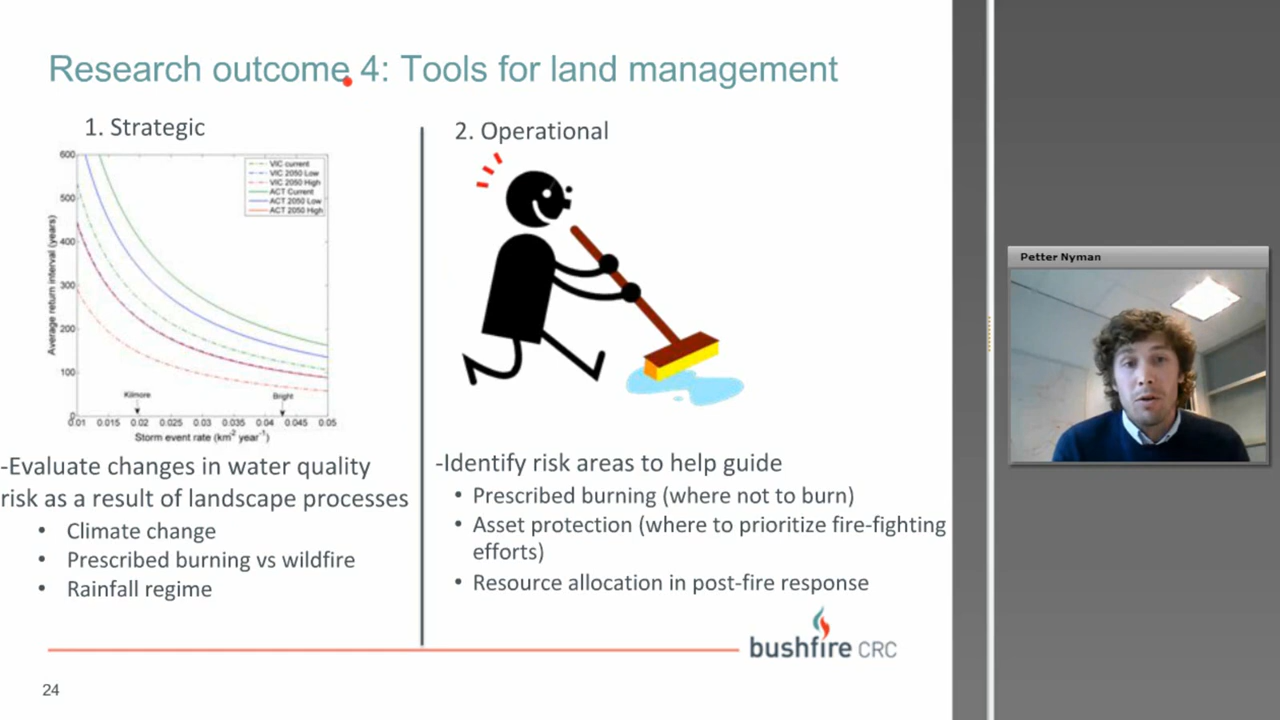 Research outcome 4: Tools for land management
1. Strategic
600
500
400
300
200
100
0
Average return interval (years)
VIC current
VIC 2050 Low
VIC 2050 High
ACT Current
ACT 2050 Low
ACT 2050 High
Kilmore
Bright
0.01 0.015 0.02 0.025 0.03 0.035 0.04 0.045 0.05
Storm event rate (km² year⁻¹)
-Evaluate changes in water quality
risk as a result of landscape processes
• Climate change
• Prescribed burning vs wildfire
• Rainfall regime
2. Operational
-Identify risk areas to help guide
• Prescribed burning (where not to burn)
• Asset protection (where to prioritize fire-fighting
efforts)
• Resource allocation in post-fire response
bushfire CRC
24
Petter Nyman